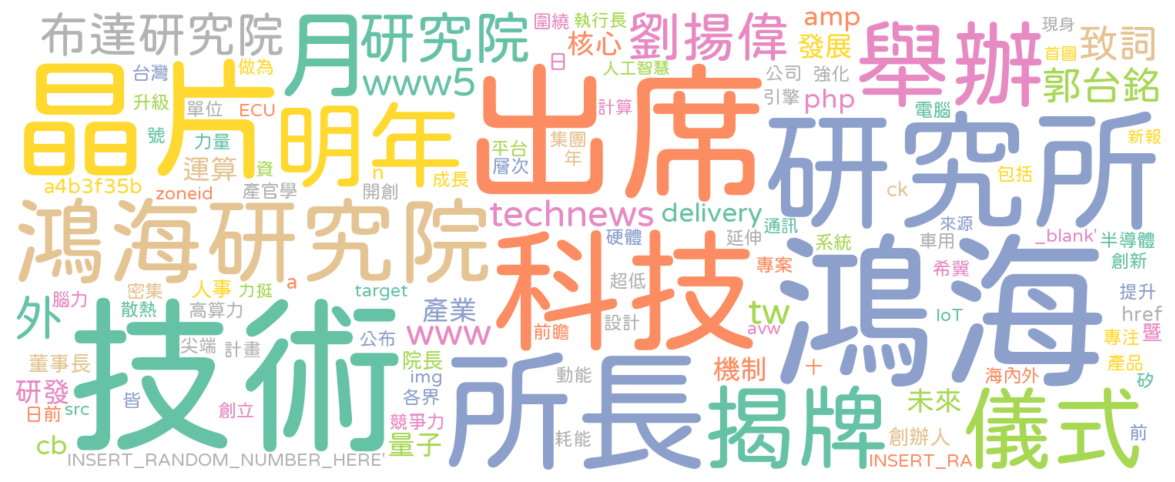 布達研究院 月 研究院 圍繞 執行長 劉揚偉 amp 舉辦 現身
核心 發展 首圖 致詞
台灣 做為 www5 日 人工智慧 公司 強化 郭台銘
晶片 升級 單位 ECU 明年 出席 計算 引擎 php 電腦 研究所
號 力量 集團 平台 新報
運算 資 n 年 層次 包括
a4b3f35b zoneid 產官學 開創 成長 ck
鴻海研究院 technews delivery 通訊 來源 _blank'
科技 硬體 延伸 系統 車用 半導體
外 腦力 密集 人事 力挺 a 超低 專案 鴻海 希冀 創新
散熱 高算力 target 產業 tw IoT 提升
技術 公布 www 前瞻 設計 avw href
董事長 尖端 計畫 院長 機制 + 專注 暨
研發 img 所長 動能 海內外 產品
日前 src 皆 創立 各界 揭牌 未來 儀式 矽
競爭力
cb 量子 耗能 創辦人 前
INSERT_RANDOM_NUMBER_HERE' INSERT_RA